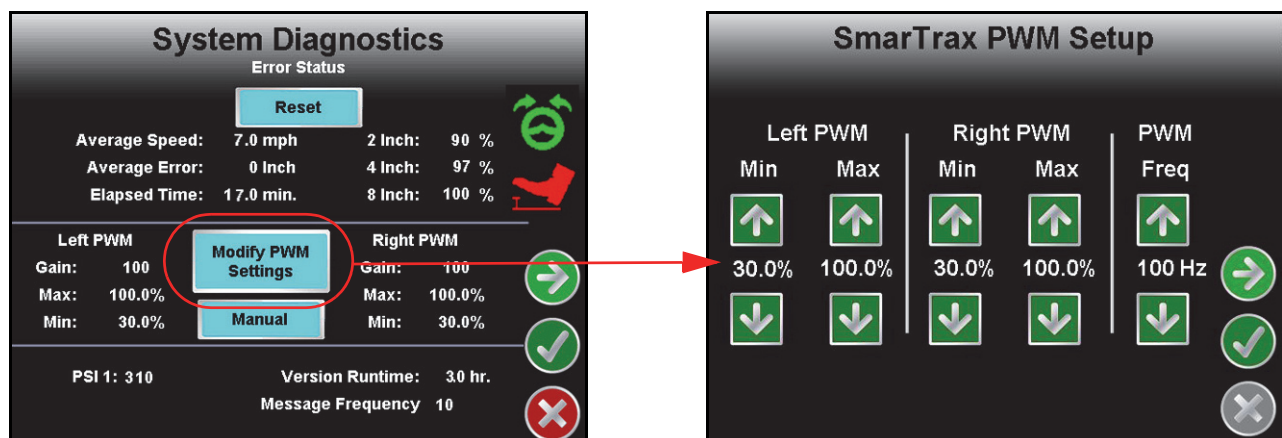 System Diagnostics
Error Status
Reset
Average Speed: 7.0 mph 2 Inch: 90 %
Average Error: 0 Inch 4 Inch: 97 %
Elapsed Time: 17.0 min. 8 Inch: 100 %
Left PWM Modify PWM Settings Right PWM
Gain: 100 Gain: 100
Max: 100.0% Max: 100.0%
Min: 30.0% Manual Min: 30.0%
PSI 1: 310 Version Runtime: 3.0 hr.
Message Frequency 10
SmarTrax PWM Setup
Left PWM Right PWM PWM
Min Max Min Max Freq
30.0% 100.0% 30.0% 100.0% 100 Hz